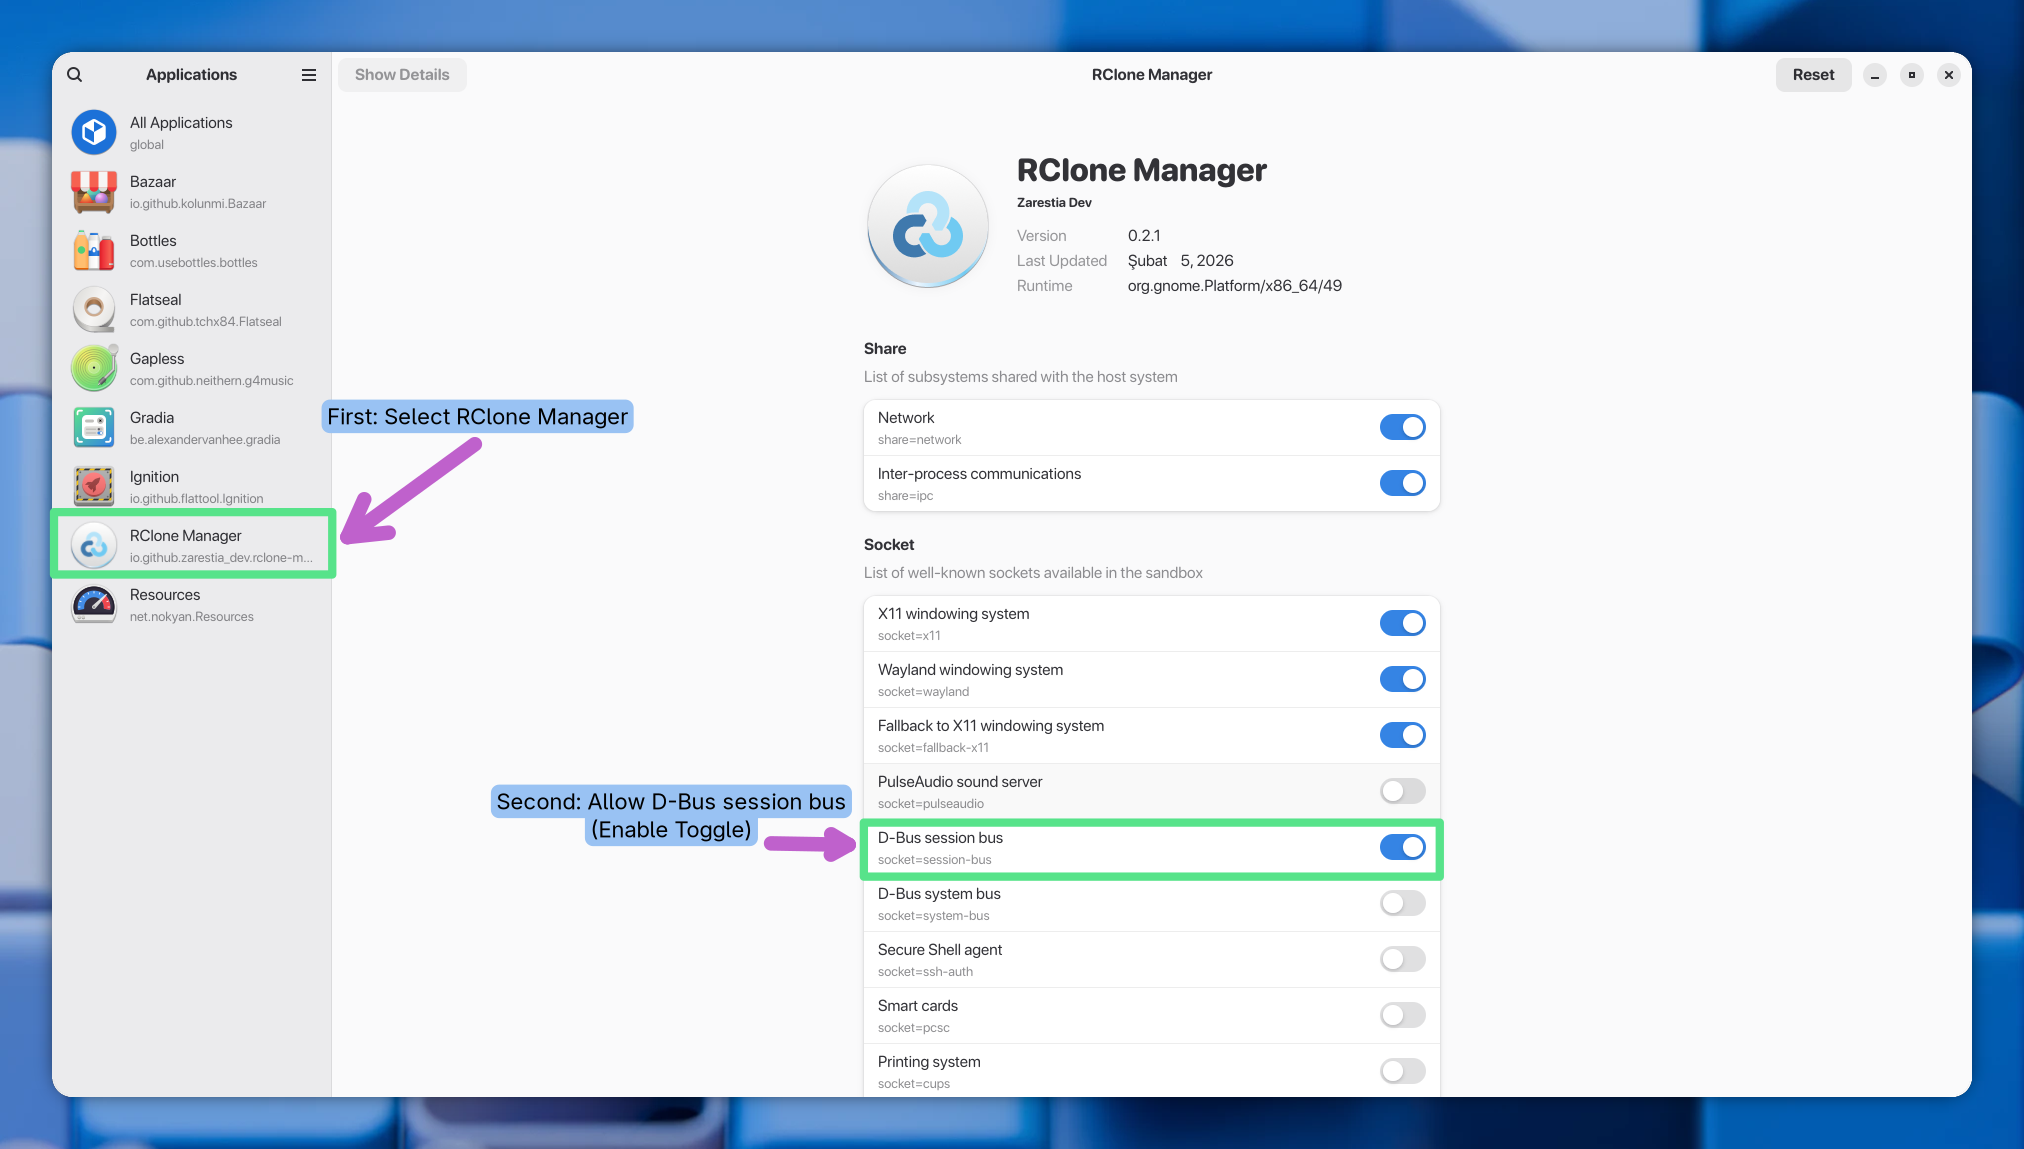 Applications
Show Details
RClone Manager
Reset
All Applications
global
Bazaar
io.github.kolunmi.Bazaar
Bottles
com.usebottles.bottles
Flatseal
com.github.tchx84.Flatseal
Gapless
com.github.neithern.g4music
Gradia
be.alexandervanhee.gradia
Ignition
io.github.flattool.Ignition
RClone Manager
io.github.zarestia_dev.rclone-m...
Resources
net.nokyan.Resources
First: Select RClone Manager
RClone Manager
Zarestia Dev
Version 0.2.1
Last Updated Şubat 5, 2026
Runtime org.gnome.Platform/x86_64/49
Share
List of subsystems shared with the host system
Network
share=network
Inter-process communications
share=ipc
Socket
List of well-known sockets available in the sandbox
X11 windowing system
socket=x11
Wayland windowing system
socket=wayland
Fallback to X11 windowing system
socket=fallback-x11
PulseAudio sound server
socket=pulseaudio
Second: Allow D-Bus session bus
(Enable Toggle)
D-Bus session bus
socket=session-bus
D-Bus system bus
socket=system-bus
Secure Shell agent
socket=ssh-auth
Smart cards
socket=pcsc
Printing system
socket=cups